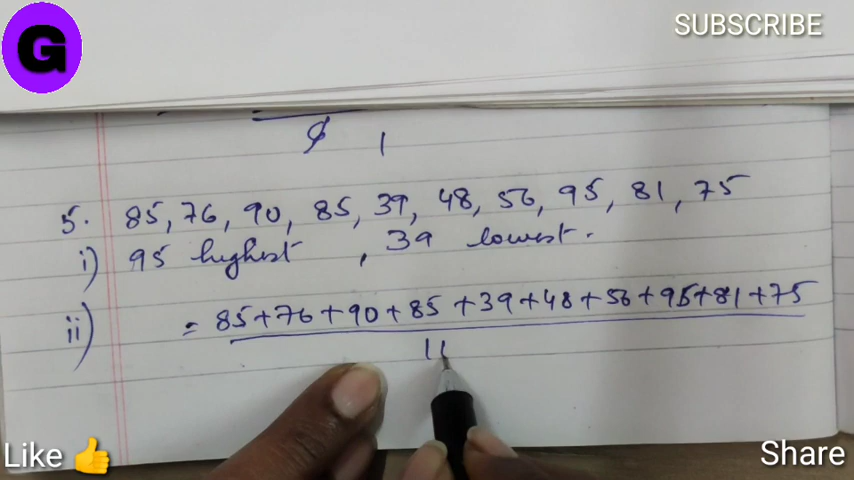 G
SUBSCRIBE
1
5. 85, 76, 90, 85, 39, 48, 56, 95, 81, 75
i) 95 highest , 39 lowest.
ii) = 85+76+90+85+39+48+56+95+81+75
11
Like 👍
Share